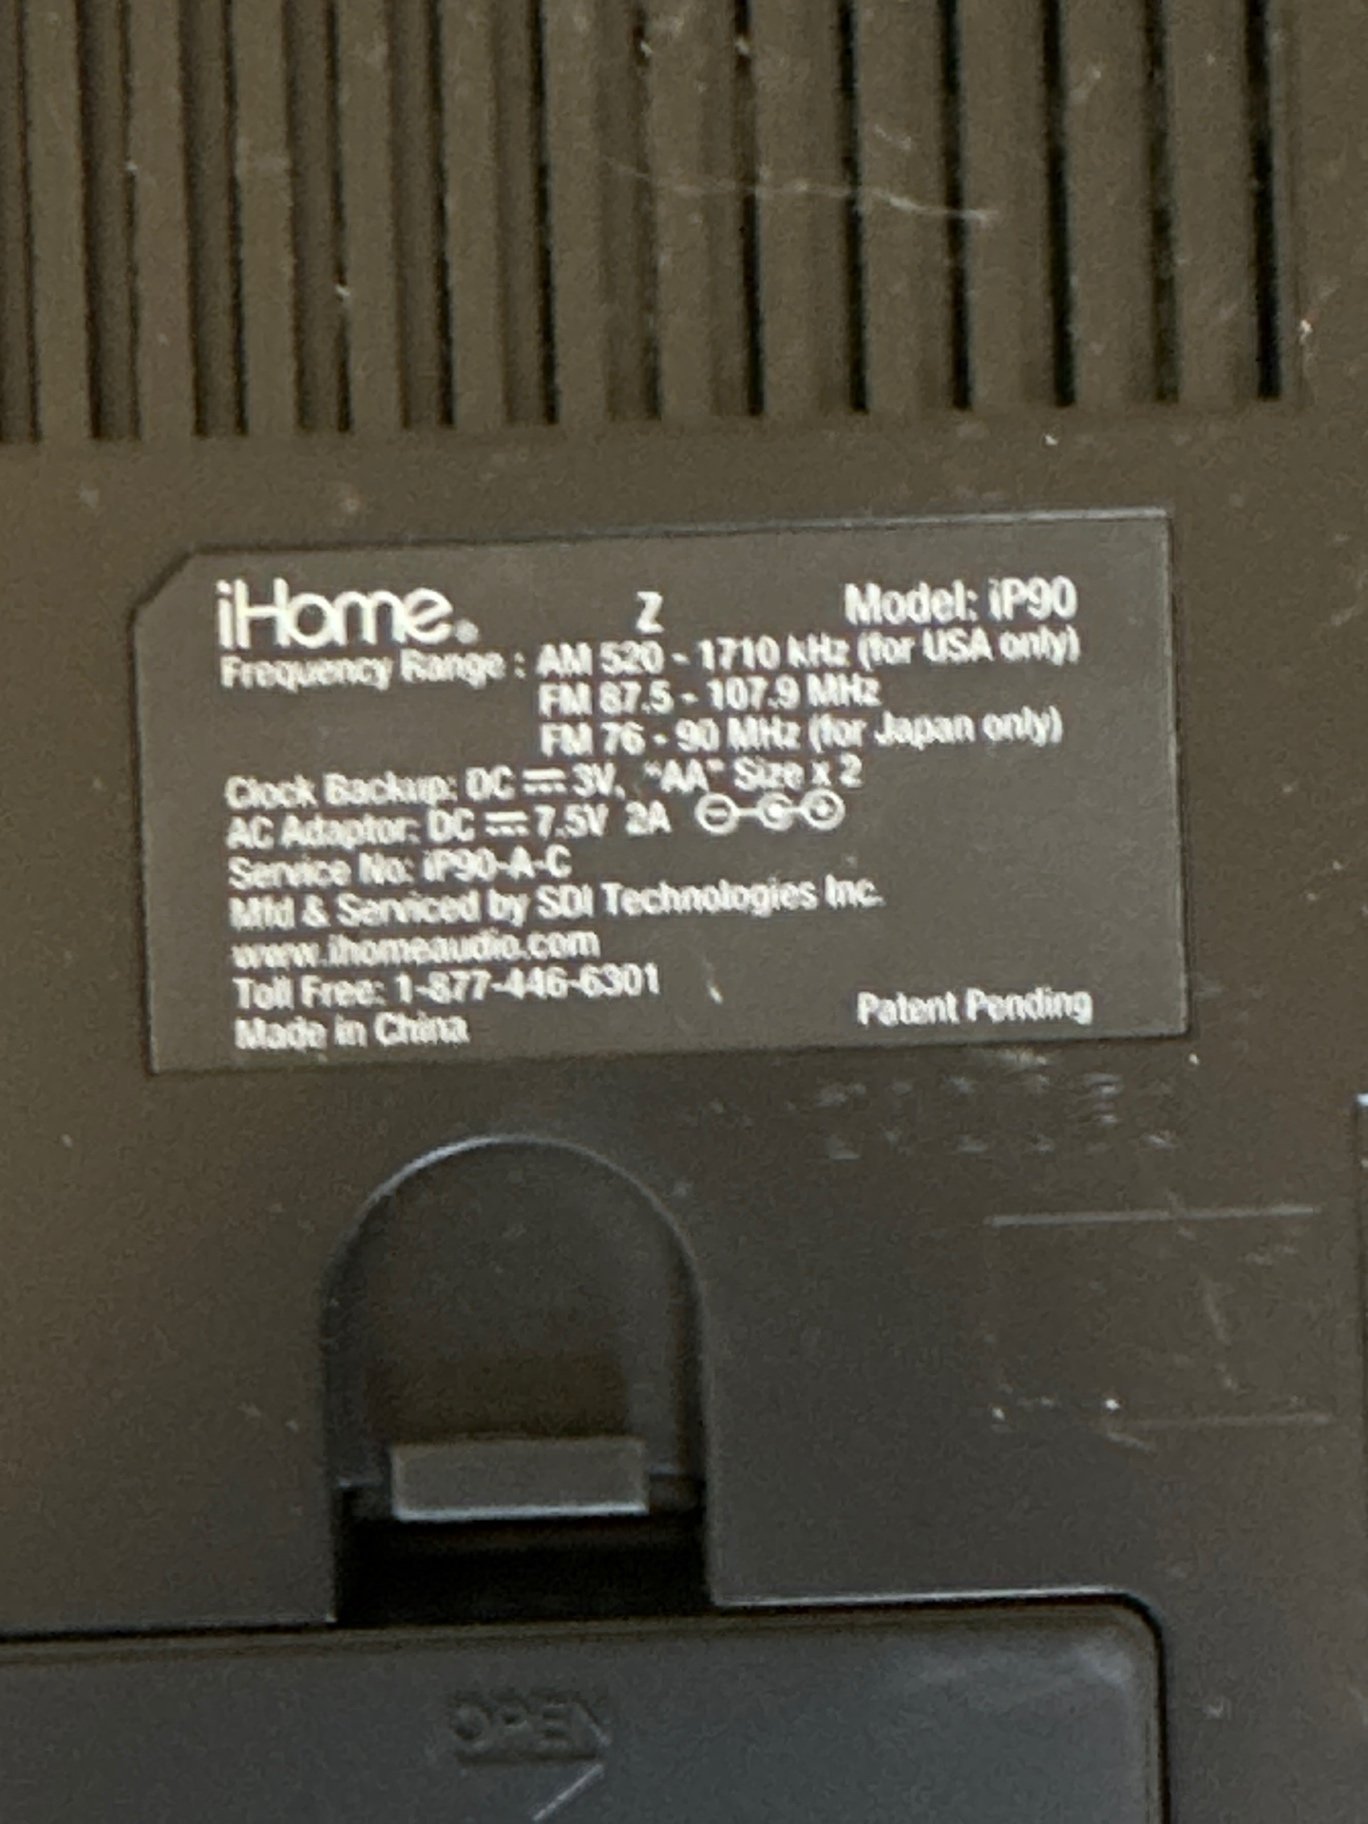 iHome® Z Model: iP90
Frequency Range : AM 520 - 1710 kHz (for USA only)
FM 87.5 - 107.9 MHz
FM 76 - 90 MHz (for Japan only)
Clock Backup: DC ⎓ 3V, "AA" Size x 2
AC Adaptor: DC ⎓ 7.5V 2A
Service No: iP90-A-C
Mfd & Serviced by SDI Technologies Inc.
www.ihomeaudio.com
Toll Free: 1-877-446-6301
Made in China Patent Pending
OPEN